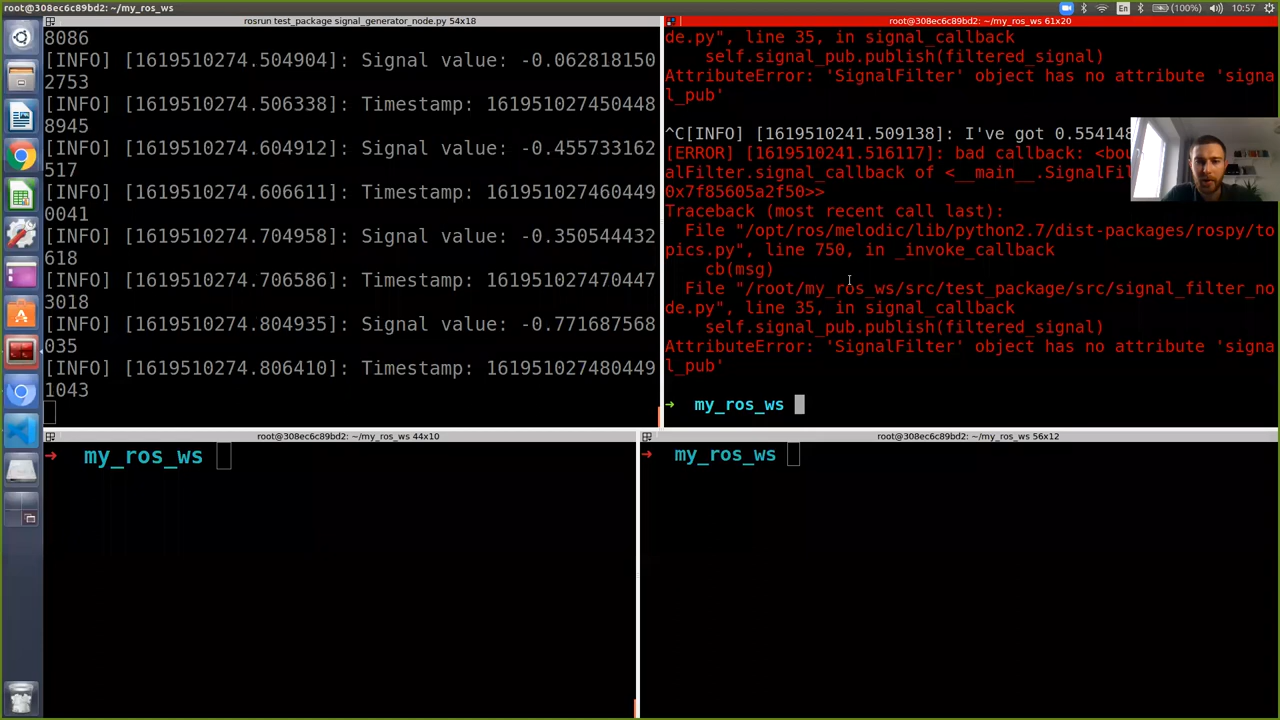 root@308ec6c89bd2: ~/my_ros_ws
En
(100%)
10:57
rosrun test_package signal_generator_node.py 54x18
8086
[INFO] [1619510274.504904]: Signal value: -0.062818150
2753
[INFO] [1619510274.506338]: Timestamp: 161951027450448
8945
[INFO] [1619510274.604912]: Signal value: -0.455733162
517
[INFO] [1619510274.606611]: Timestamp: 161951027460449
0041
[INFO] [1619510274.704958]: Signal value: -0.350544432
618
[INFO] [1619510274.706586]: Timestamp: 161951027470447
3018
[INFO] [1619510274.804935]: Signal value: -0.771687568
035
[INFO] [1619510274.806410]: Timestamp: 161951027480449
1043
root@308ec6c89bd2: ~/my_ros_ws 61x20
de.py", line 35, in signal_callback
self.signal_pub.publish(filtered_signal)
AttributeError: 'SignalFilter' object has no attribute 'signa
l_pub'
^C[INFO] [1619510241.509138]: I've got 0.554148
[ERROR] [1619510241.516117]: bad callback: <bou
alFilter.signal_callback of <__main__.SignalFi
0x7f85605a2f50>>
Traceback (most recent call last):
File "/opt/ros/melodic/lib/python2.7/dist-packages/rospy/to
pics.py", line 750, in _invoke_callback
cb(msg)
File "/root/my_ros_ws/src/test_package/src/signal_filter_no
de.py", line 35, in signal_callback
self.signal_pub.publish(filtered_signal)
AttributeError: 'SignalFilter' object has no attribute 'signa
l_pub'
➜ my_ros_ws
root@308ec6c89bd2: ~/my_ros_ws 44x10
➜ my_ros_ws
root@308ec6c89bd2: ~/my_ros_ws 56x12
➜ my_ros_ws